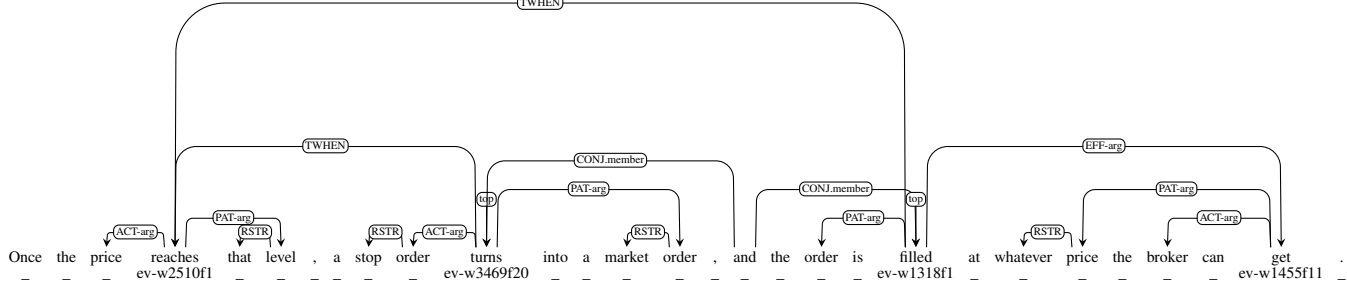 TWHEN
TWHEN
CONJ.member
EFF-arg
top PAT-arg CONJ.member top PAT-arg
ACT-arg PAT-arg RSTR RSTR ACT-arg RSTR PAT-arg RSTR ACT-arg
Once the price reaches that level , a stop order turns into a market order , and the order is filled at whatever price the broker can get .
_ _ _ ev-w2510f1 _ _ _ _ _ _ ev-w3469f20 _ _ _ _ _ _ _ _ _ ev-w1318f1 _ _ _ _ _ _ ev-w1455f11 _